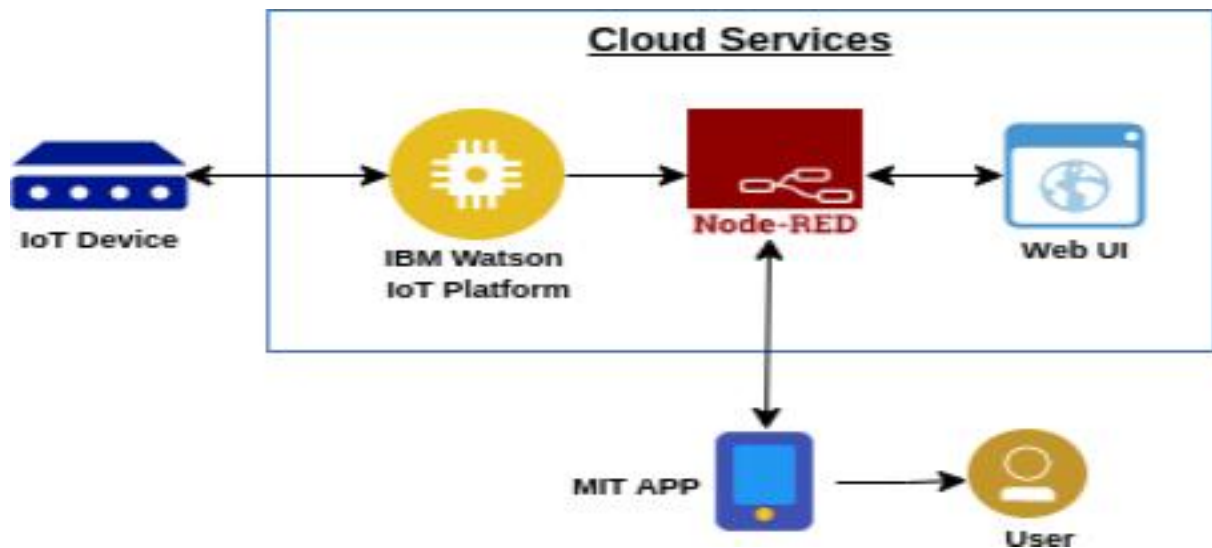 Cloud Services
IoT Device
IBM Watson
IoT Platform
Node-RED
Web UI
MIT APP
User